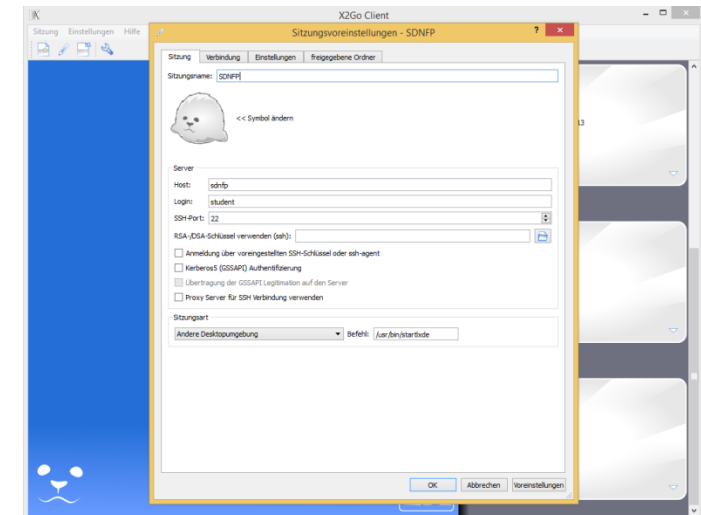 X2Go Client
Sitzung Einstellungen Hilfe
Sitzungsvoreinstellungen - SDNFP
?
Sitzung Verbindung Einstellungen freigegebene Ordner
Sitzungsname: SDNFP
<< Symbol ändern
13
Server
Host: sdnfp
Login: student
SSH-Port: 22
RSA-/DSA-Schlüssel verwenden (ssh):
Anmeldung über voreingestellten SSH-Schlüssel oder ssh-agent
Kerberos5 (GSSAPI) Authentifizierung
Übertragung der GSSAPI Legitimation auf den Server
Proxy Server für SSH Verbindung verwenden
Sitzungsart
Andere Desktopumgebung Befehl: /usr/bin/startlxde
OK Abbrechen Voreinstellungen